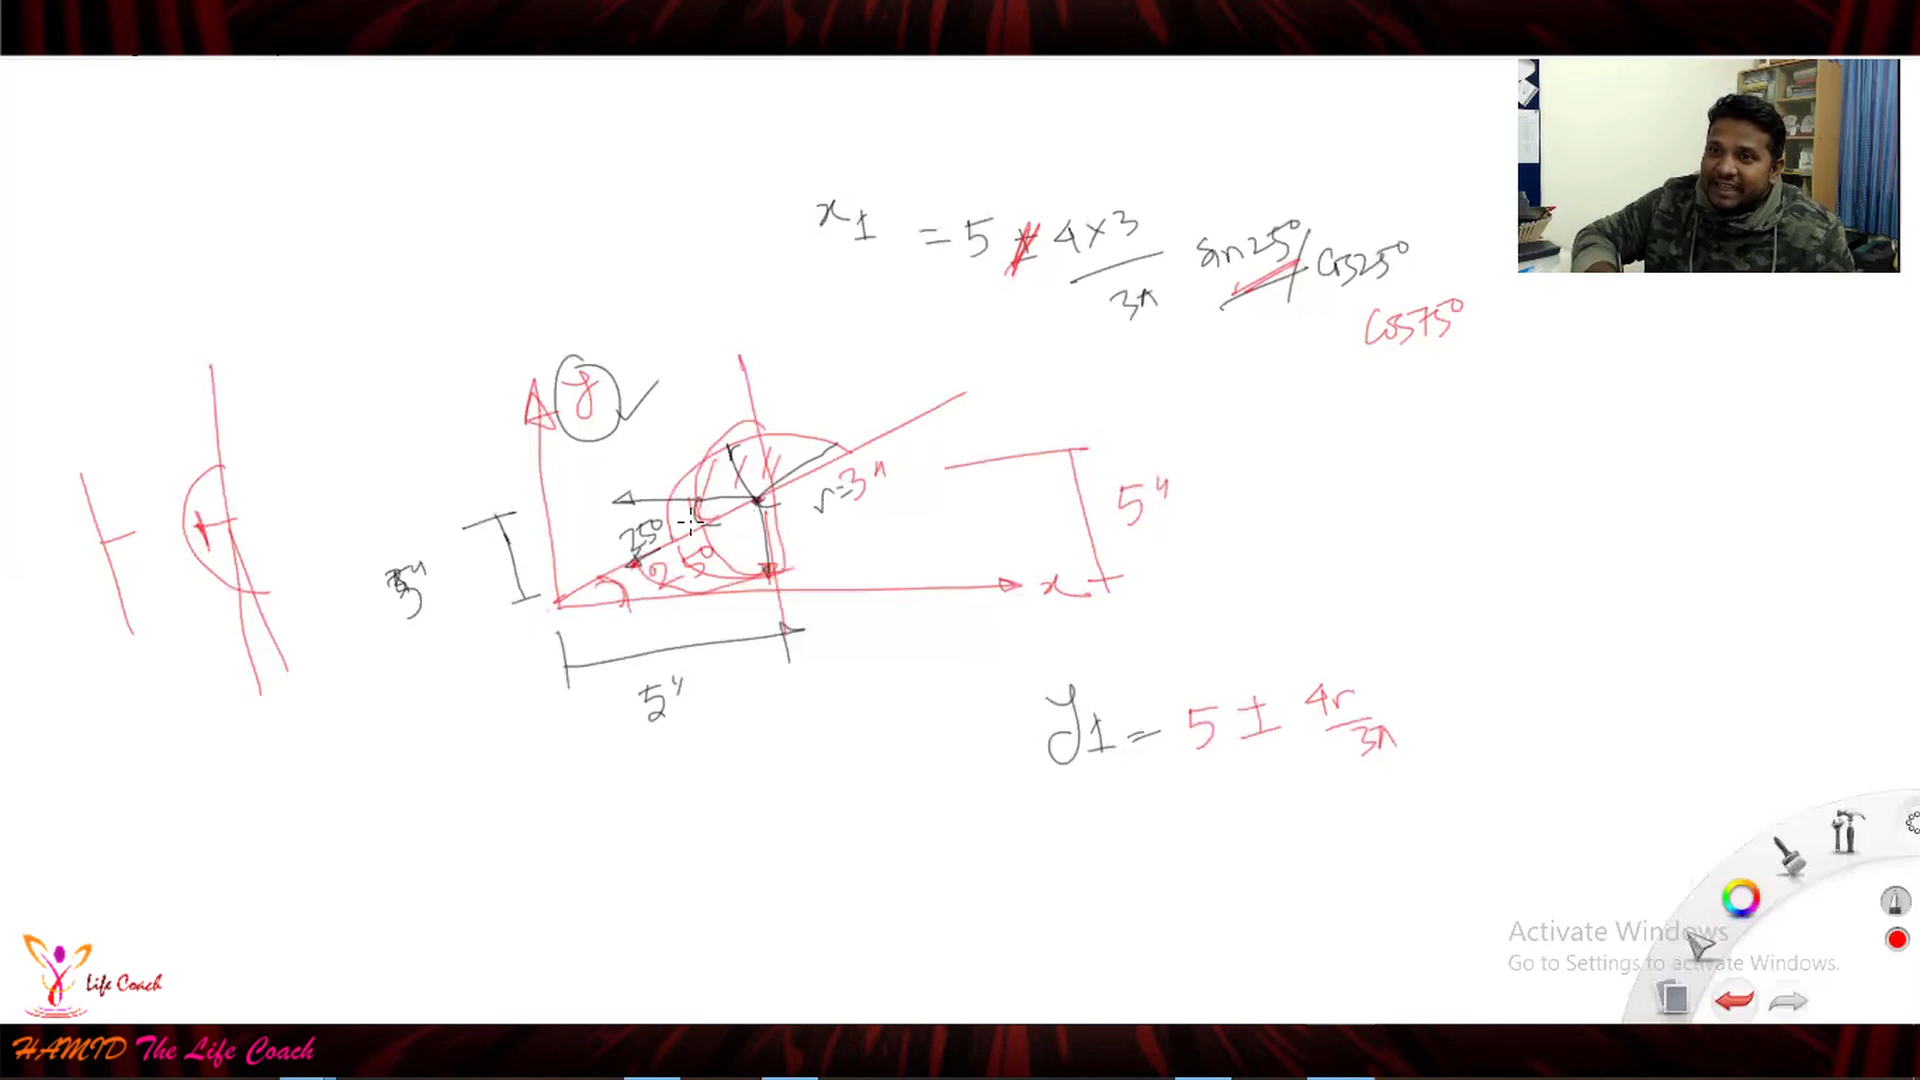 x1 = 5 ± 4×3/3π sin25°/cos25°
cos75°
y
r=3"
5"
25°
25°
x
5"
y1 = 5 ± 4r/3π
Activate Windows
Go to Settings to activate Windows.
Life Coach
HAMID The Life Coach